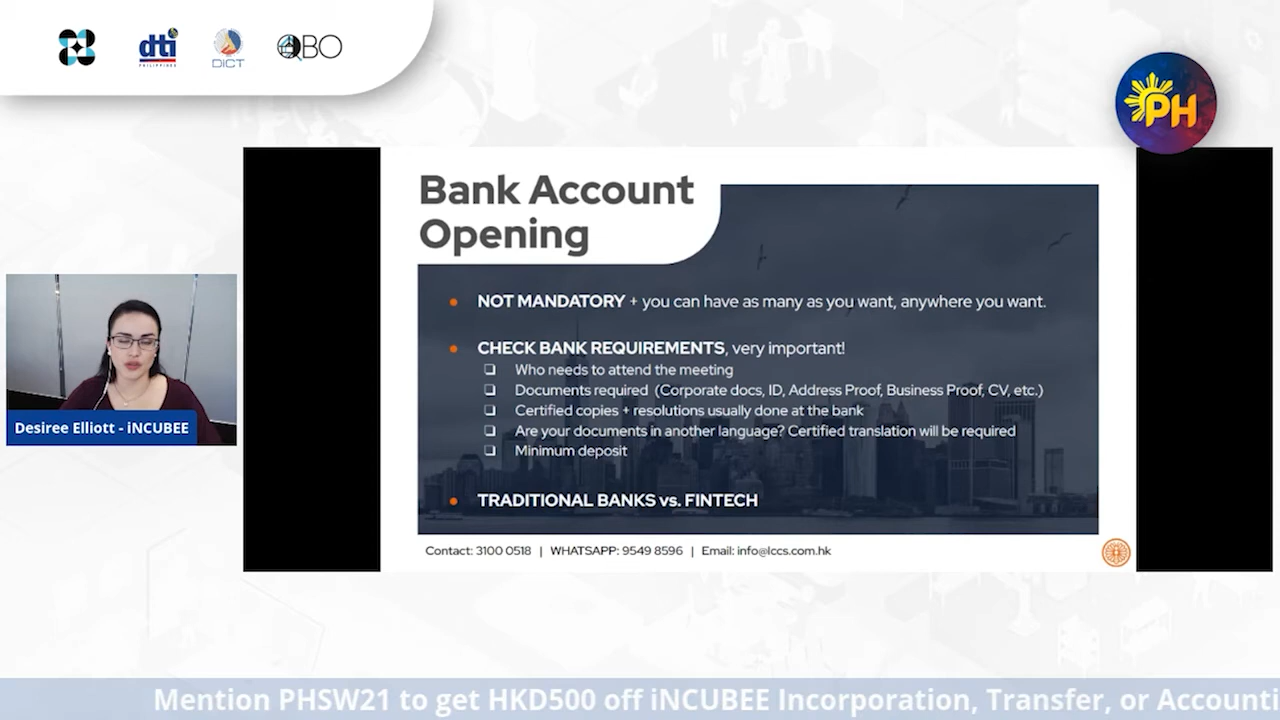 dti
PHILIPPINES
DICT
QBO
PH
Bank Account
Opening
NOT MANDATORY + you can have as many as you want, anywhere you want.
CHECK BANK REQUIREMENTS, very important!
Who needs to attend the meeting
Documents required (Corporate docs, ID, Address Proof, Business Proof, CV, etc.)
Certified copies + resolutions usually done at the bank
Are your documents in another language? Certified translation will be required
Minimum deposit
TRADITIONAL BANKS vs. FINTECH
Contact: 3100 0518 | WHATSAPP: 9549 8596 | Email: info@lccs.com.hk
Desiree Elliott - iNCUBEE
Mention PHSW21 to get HKD500 off iNCUBEE Incorporation, Transfer, or Accounti